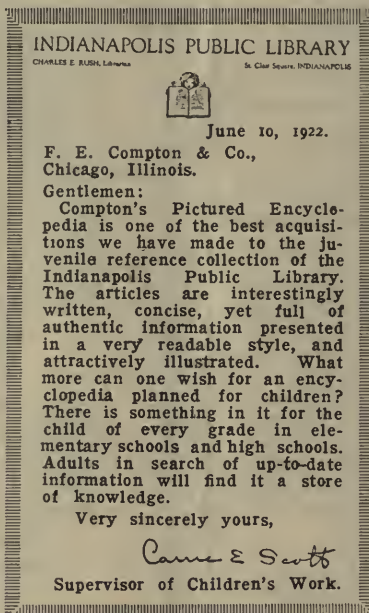 INDIANAPOLIS PUBLIC LIBRARY
CHARLES E RUSH, Librarian St. Clair Square, INDIANAPOLIS
June 10, 1922.
F. E. Compton & Co.,
Chicago, Illinois.
Gentlemen:
Compton's Pictured Encyclo-
pedia is one of the best acquisi-
tions we have made to the ju-
venile reference collection of the
Indianapolis Public Library.
The articles are interestingly
written, concise, yet full of
authentic information presented
in a very readable style, and
attractively illustrated. What
more can one wish for an ency-
clopedia planned for children?
There is something in it for the
child of every grade in ele-
mentary schools and high schools.
Adults in search of up-to-date
information will find it a store
of knowledge.
Very sincerely yours,
Carrie E Scott
Supervisor of Children's Work.